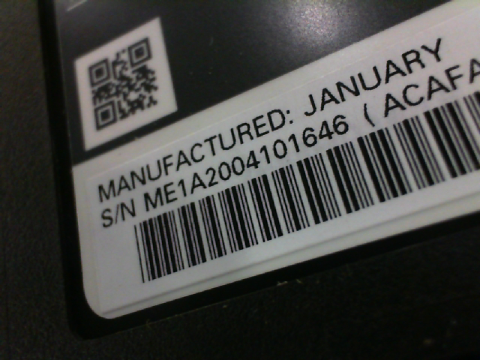 MANUFACTURED: JANUARY
S/N ME1A2004101646 ( ACAFA